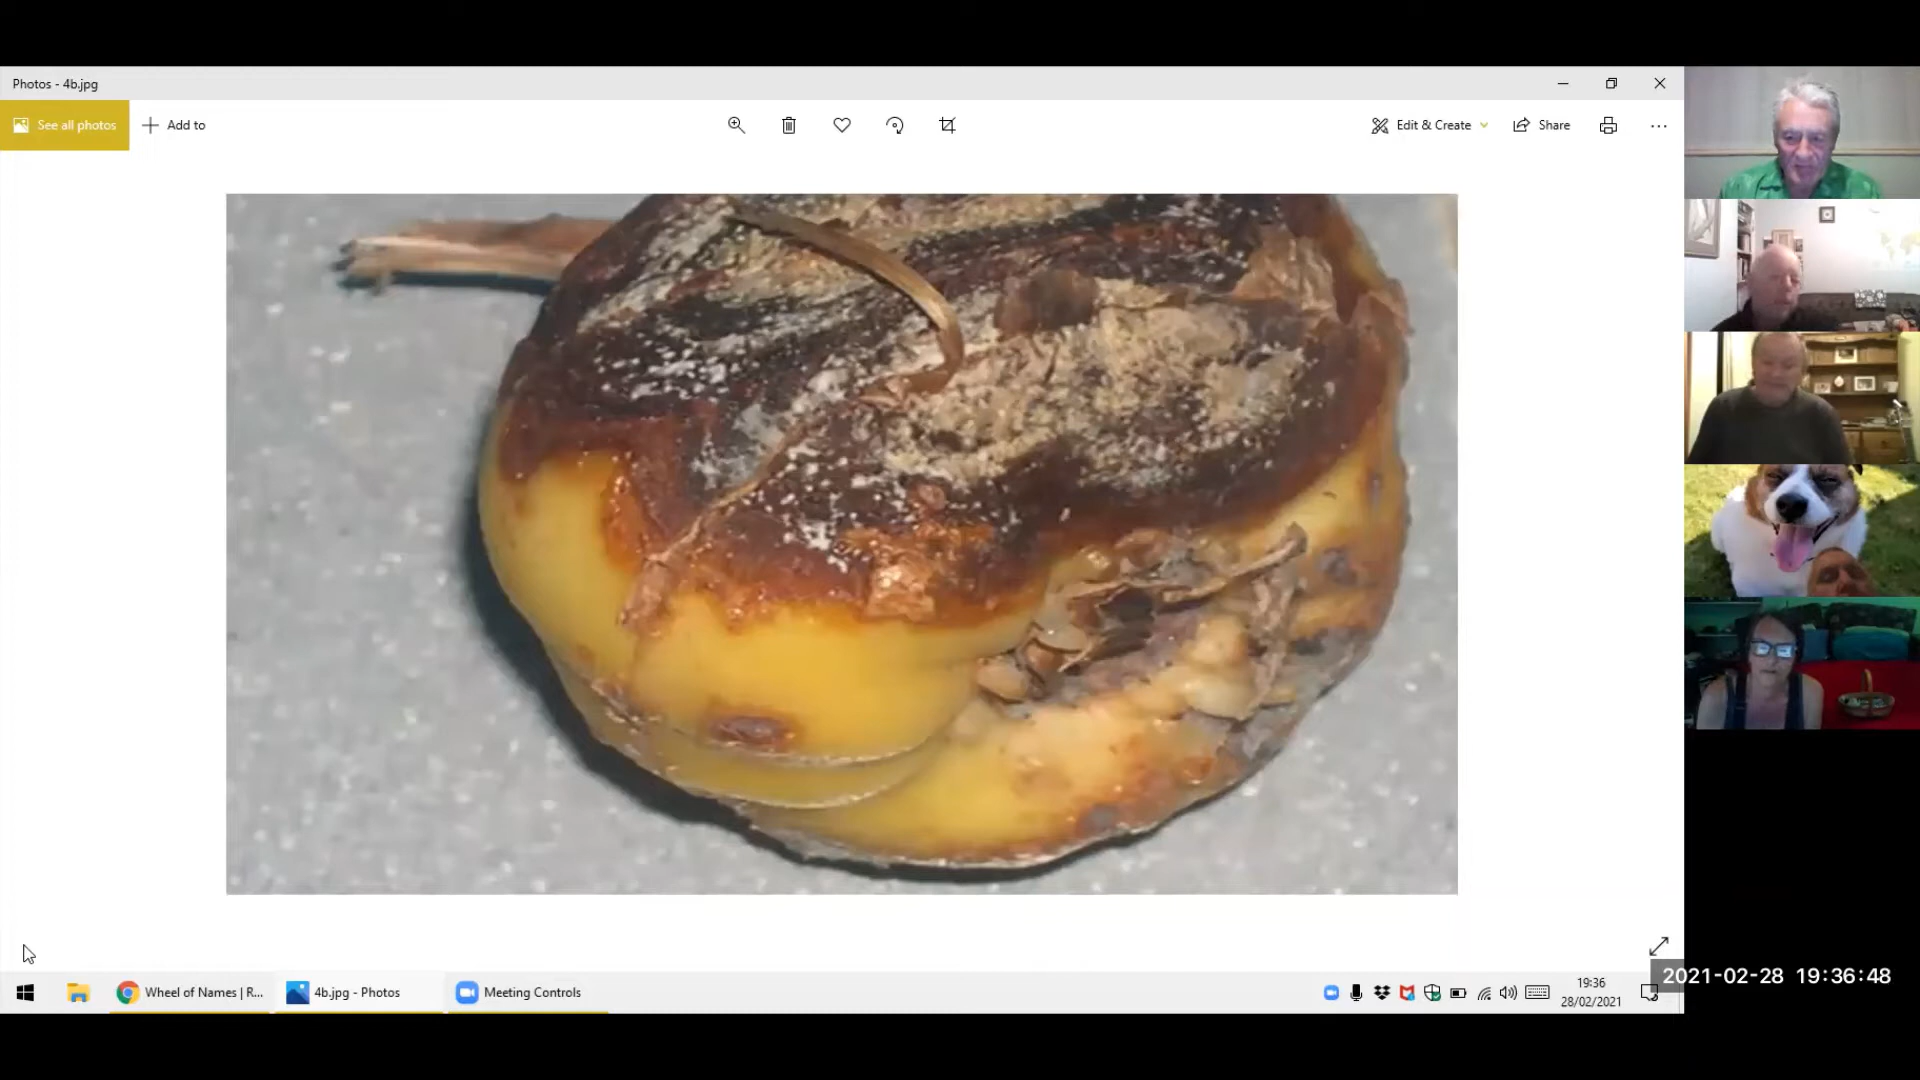 Photos - 4b.jpg
See all photos
Add to
Edit & Create
Share
Wheel of Names | R...
4b.jpg - Photos
Meeting Controls
19:36
28/02/2021
2021-02-28 19:36:48